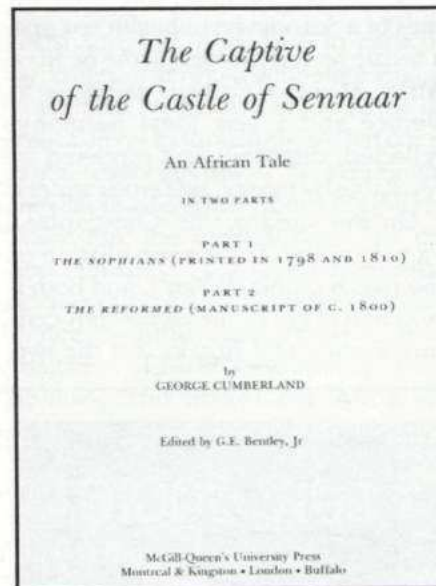 The Captive
of the Castle of Sennaar
An African Tale
IN TWO PARTS
PART 1
THE SOPHIANS (PRINTED IN 1798 AND 1810)
PART 2
THE REFORMED (MANUSCRIPT OF C. 1800)
by
GEORGE CUMBERLAND
Edited by G.E. Bentley, Jr
McGill-Queen's University Press
Montreal & Kingston • London • Buffalo